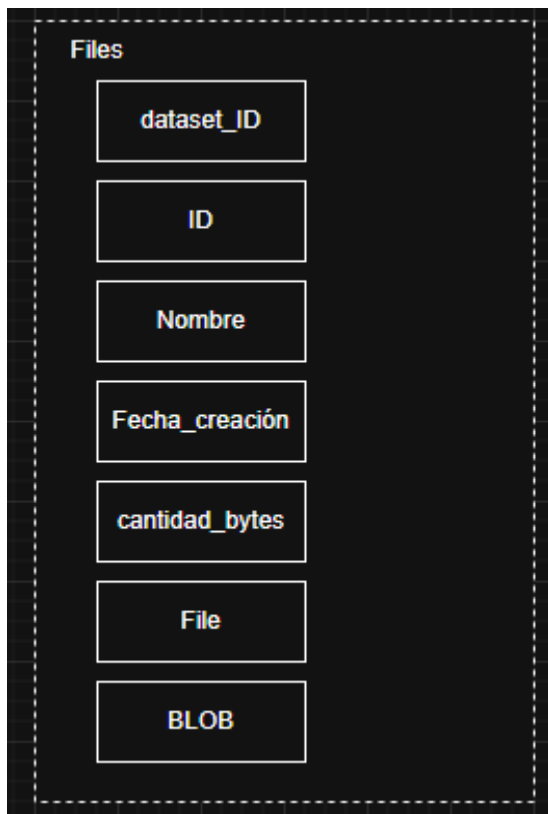 Files
dataset_ID
ID
Nombre
Fecha_creación
cantidad_bytes
File
BLOB